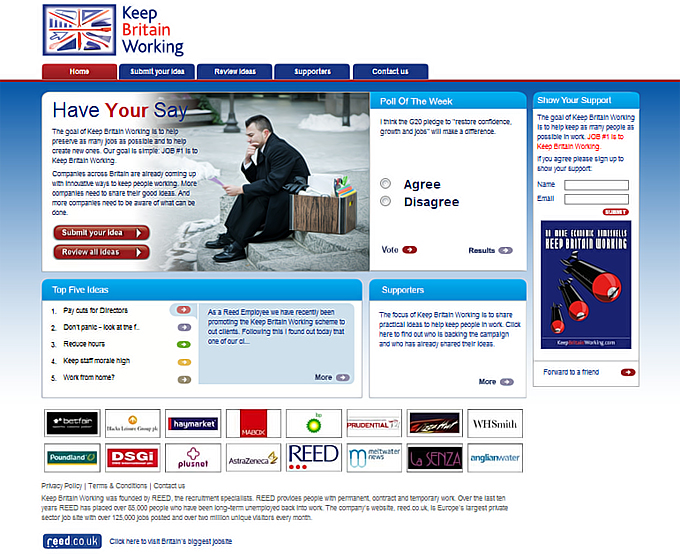 Keep
Britain
Working
Home
Submit your idea
Review ideas
Supporters
Contact us
Have Your Say
The goal of Keep Britain Working is to help
preserve as many jobs as possible and to help
create new ones. Our goal is simple: JOB #1 is to
Keep Britain Working.
Companies across Britain are already coming up
with innovative ways to keep people working. More
companies need to share their good ideas. And
more companies need to be aware of what can be
done.
Submit your idea
Review all ideas
Poll Of The Week
I think the G20 pledge to "restore confidence,
growth and jobs" will make a difference.
Agree
Disagree
Vote
Results
Show Your Support
The goal of Keep Britain Working
is to help keep as many people as
possible in work. JOB #1 is to
Keep Britain Working.
If you agree please sign up to
show your support:
Name
Email
SUBMIT
NO MORE ECONOMIC BOMBSHELLS
KEEP BRITAIN WORKING
KeepBritainWorking.com
Forward to a friend
Top Five Ideas
1. Pay cuts for Directors
2. Don't panic - look at the f..
3. Reduce hours
4. Keep staff morale high
5. Work from home?
As a Reed Employee we have recently been
promoting the Keep Britain Working scheme to
out clients. Following this I found out today that
one of our cl...
More
Supporters
The focus of Keep Britain Working is to share
practical ideas to help keep people in work. Click
here to find out who is backing the campaign
and who has already shared their ideas.
More
betfair
Blacks Leisure Group plc
haymarket
MABOX
bp
PRUDENTIAL
Pizza Hut
WHSmith
Poundland
DSGi
plusnet
AstraZeneca
REED
meltwater
news
La SENZA
anglianwater
Privacy Policy | Terms & Conditions | Contact us
Keep Britain Working was founded by REED, the recruitment specialists. REED provides people with permanent, contract and temporary work. Over the last ten
years REED has placed over 85,000 people who have been long-term unemployed back into work. The company's website, reed.co.uk, is Europe's largest private
sector job site with over 125,000 jobs posted and over two million unique visitors every month.
reed.co.uk
Click here to visit Britain's biggest jobsite